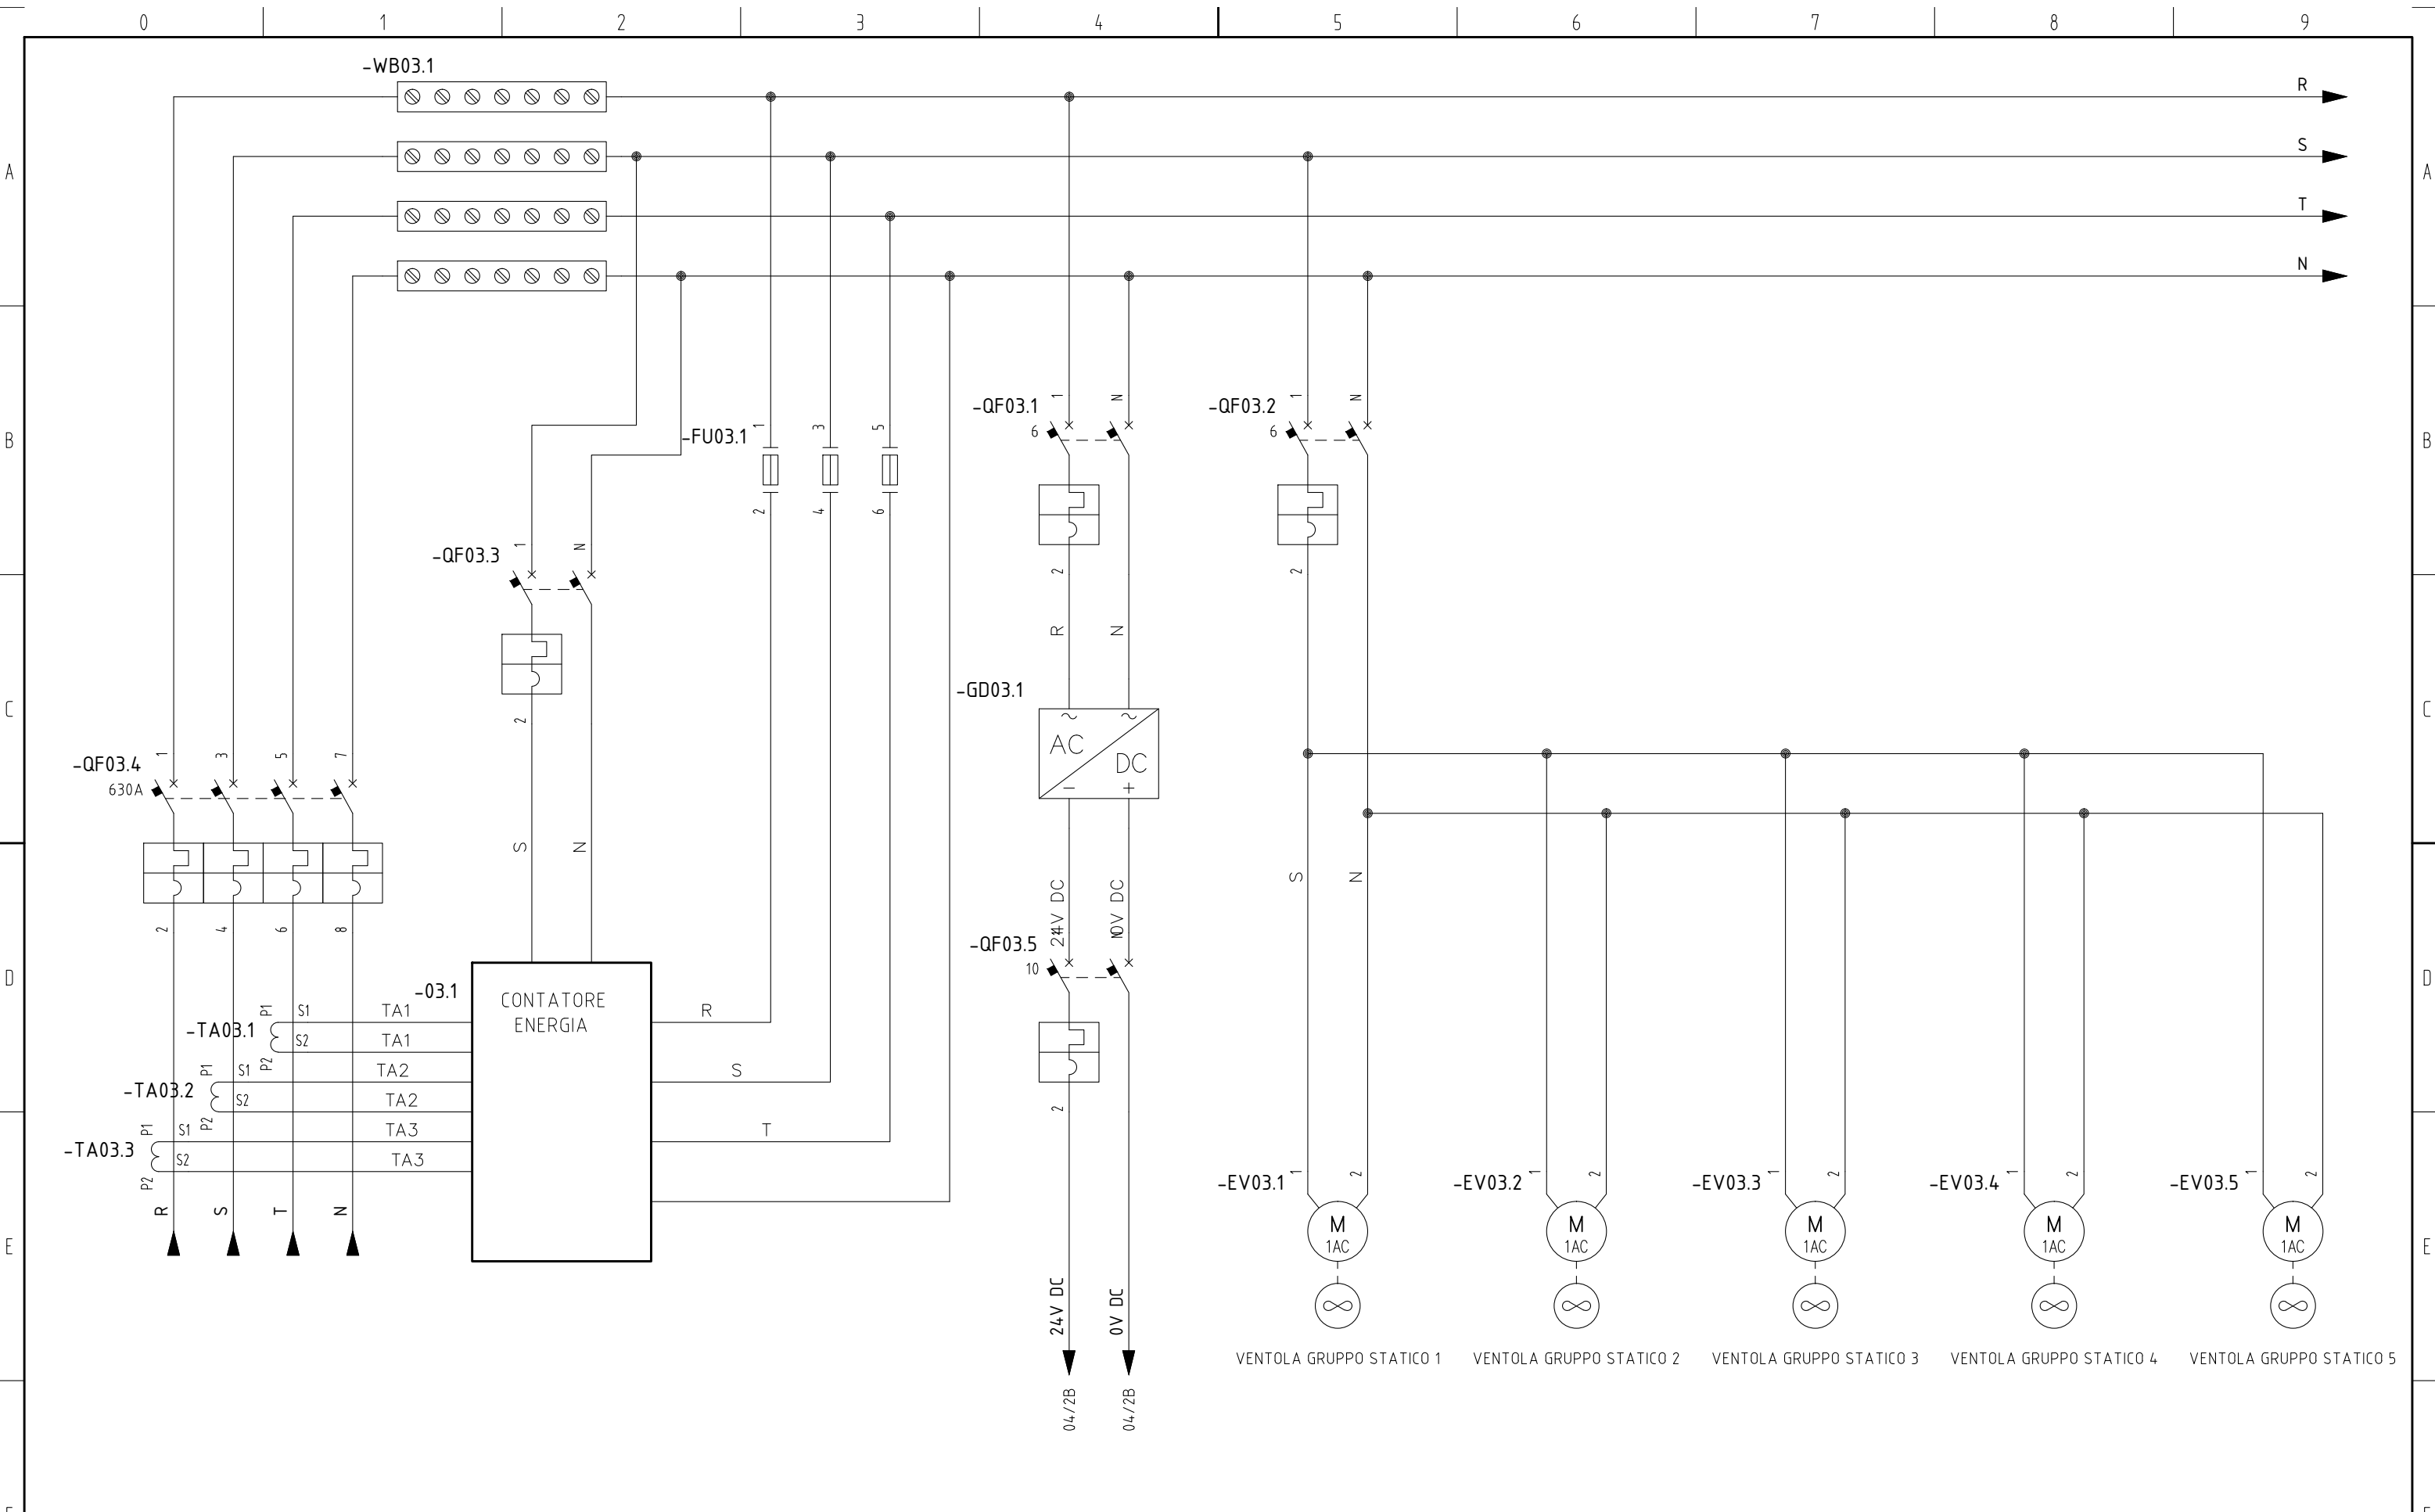 0 1 2 3 4 5 6 7 8 9
-WB03.1
R
S
A A
T
N
-QF03.1 1 N
6
-QF03.2 1 N
6
B B
-FU03.1 1 3 5
2 4 6
-QF03.3 1 N
2 2
R N
-GD03.1
C C
2
AC
DC
- +
-QF03.4 1 3 5 7
630A
S N
S N
24V DC 0V DC
2 4 6 8
-QF03.5
10
D D
-03.1
CONTATORE
ENERGIA
P1 S1 TA1 R
-TA03.1
P2 S2 TA1
P1 S1 TA2 S
-TA03.2
P2 S2 TA2
2
P1 S1 TA3 T
-TA03.3
P2 S2 TA3
R S T N
-EV03.1 1 2
-EV03.2 1 2
-EV03.3 1 2
-EV03.4 1 2
-EV03.5 1 2
M M M M M
1AC 1AC 1AC 1AC 1AC
E E
24V DC 0V DC
VENTOLA GRUPPO STATICO 1
VENTOLA GRUPPO STATICO 2
VENTOLA GRUPPO STATICO 3
VENTOLA GRUPPO STATICO 4
VENTOLA GRUPPO STATICO 5
04/2B 04/2B